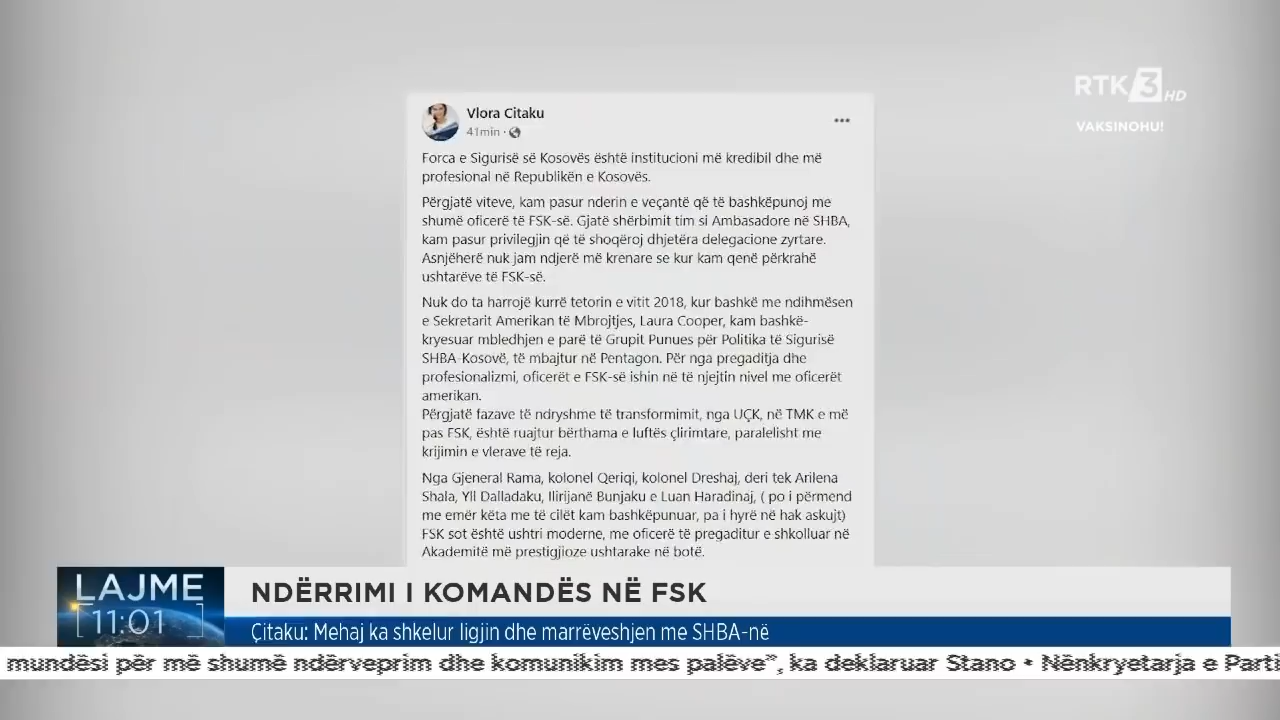 RTK 3 HD
VAKSINOHU!
Vlora Citaku
41min ·
Forca e Sigurisë së Kosovës është institucioni më kredibil dhe më
profesional në Republikën e Kosovës.
Përgjatë viteve, kam pasur nderin e veçantë që të bashkëpunoj me
shumë oficerë të FSK-së. Gjatë shërbimit tim si Ambasadore në SHBA,
kam pasur privilegjin që të shoqëroj dhjetëra delegacione zyrtare.
Asnjëherë nuk jam ndjerë më krenare se kur kam qenë përkrahë
ushtarëve të FSK-së.
Nuk do ta harrojë kurrë tetorin e vitit 2018, kur bashkë me ndihmësen
e Sekretarit Amerikan të Mbrojtjes, Laura Cooper, kam bashkë-
kryesuar mbledhjen e parë të Grupit Punues për Politika të Sigurisë
SHBA-Kosovë, të mbajtur në Pentagon. Për nga pregaditja dhe
profesionalizmi, oficerët e FSK-së ishin në të njejtin nivel me oficerët
amerikan.
Përgjatë fazave të ndryshme të transformimit, nga UÇK, në TMK e më
pas FSK, është ruajtur bërthama e luftës çlirimtare, paralelisht me
krijimin e vlerave të reja.
Nga Gjeneral Rama, kolonel Qeriqi, kolonel Dreshaj, deri tek Arilena
Shala, Yll Dalladaku, Ilirijanë Bunjaku e Luan Haradinaj, ( po i përmend
me emër këta me të cilët kam bashkëpunuar, pa i hyrë në hak askujt)
FSK sot është ushtri moderne, me oficerë të pregaditur e shkolluar në
Akademitë më prestigjioze ushtarake në botë.
LAJME
11:01
NDËRRIMI I KOMANDËS NË FSK
Çitaku: Mehaj ka shkelur ligjin dhe marrëveshjen me SHBA-në
mundësi për më shumë ndërveprim dhe komunikim mes palëve", ka deklaruar Stano • Nënkryetarja e Parti